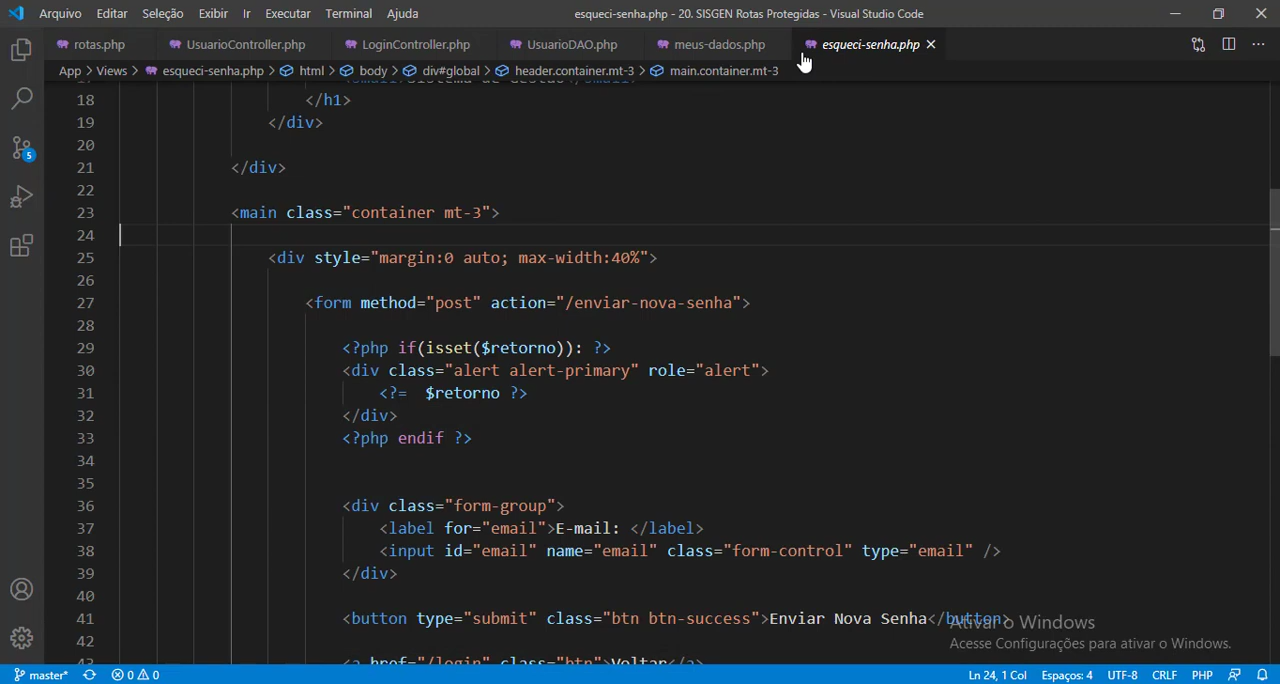 Arquivo Editar Seleção Exibir Ir Executar Terminal Ajuda esqueci-senha.php - 20. SISGEN Rotas Protegidas - Visual Studio Code
rotas.php UsuarioController.php LoginController.php UsuarioDAO.php meus-dados.php esqueci-senha.php
App > Views > esqueci-senha.php > html > body > div#global > header.container.mt-3 > main.container.mt-3
18 </h1>
19 </div>
20
21 </div>
22
23 <main class="container mt-3">
24
25 <div style="margin:0 auto; max-width:40%">
26
27 <form method="post" action="/enviar-nova-senha">
28
29 <?php if(isset($retorno)): ?>
30 <div class="alert alert-primary" role="alert">
31 <?= $retorno ?>
32 </div>
33 <?php endif ?>
34
35
36 <div class="form-group">
37 <label for="email">E-mail: </label>
38 <input id="email" name="email" class="form-control" type="email" />
39 </div>
40
41 <button type="submit" class="btn btn-success">Enviar Nova Senha</button>
42
43 <a href="/login" class="btn">Voltar</a>
Ativar o Windows
Acesse Configurações para ativar o Windows.
5
master* 0 0 Ln 24, 1 Col Espaços: 4 UTF-8 CRLF PHP